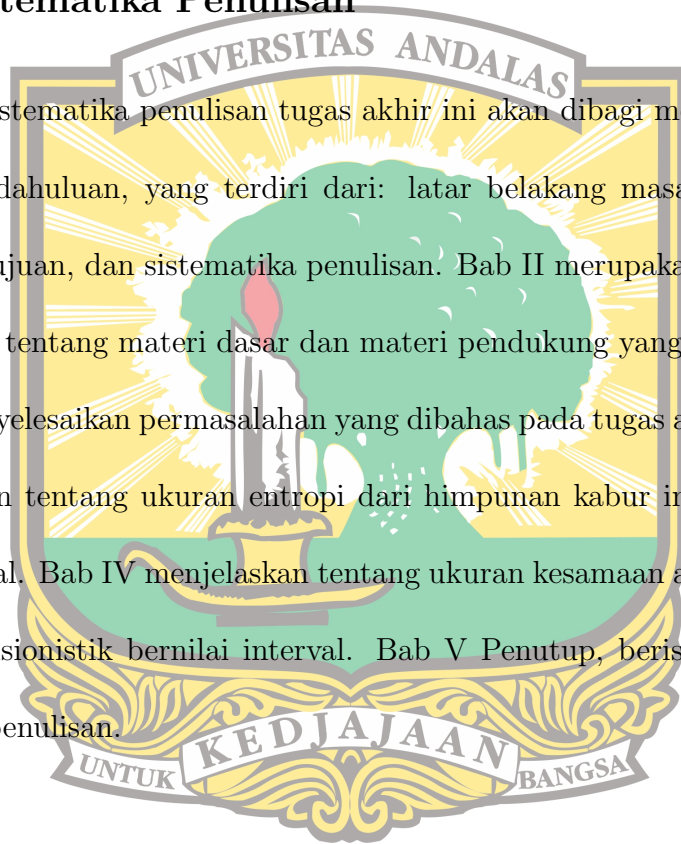 stematika Penulisan
UNIVERSITAS ANDALAS
stematika penulisan tugas akhir ini akan dibagi m
dahuluan, yang terdiri dari: latar belakang masa
ujuan, dan sistematika penulisan. Bab II merupaka
tentang materi dasar dan materi pendukung yang
yelesaikan permasalahan yang dibahas pada tugas a
n tentang ukuran entropi dari himpunan kabur in
al. Bab IV menjelaskan tentang ukuran kesamaan a
sionistik bernilai interval. Bab V Penutup, beris
penulisan.
UNTUK KEDJAJAAN BANGSA